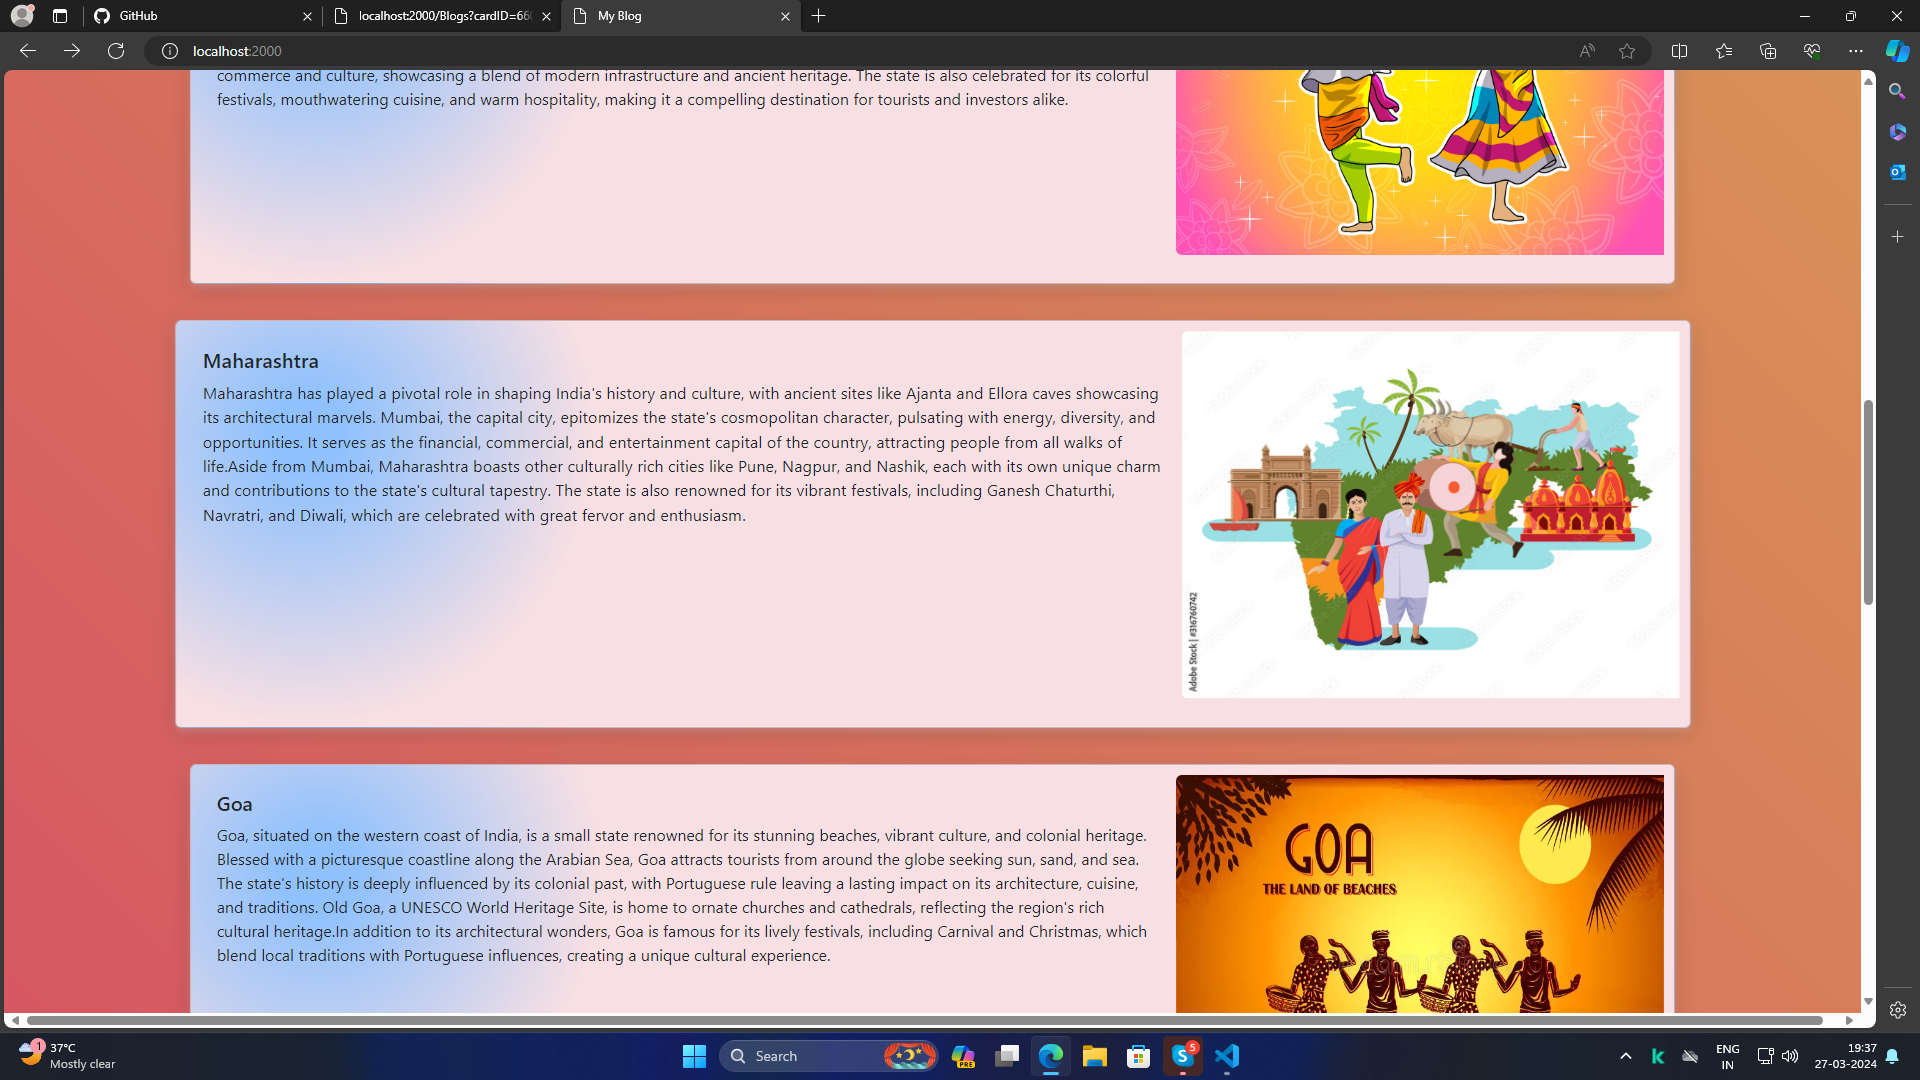 GitHub
localhost:2000/Blogs?cardID=66
My Blog
localhost:2000
commerce and culture, showcasing a blend of modern infrastructure and ancient heritage. The state is also celebrated for its colorful
festivals, mouthwatering cuisine, and warm hospitality, making it a compelling destination for tourists and investors alike.
Maharashtra
Maharashtra has played a pivotal role in shaping India's history and culture, with ancient sites like Ajanta and Ellora caves showcasing
its architectural marvels. Mumbai, the capital city, epitomizes the state's cosmopolitan character, pulsating with energy, diversity, and
opportunities. It serves as the financial, commercial, and entertainment capital of the country, attracting people from all walks of
life.Aside from Mumbai, Maharashtra boasts other culturally rich cities like Pune, Nagpur, and Nashik, each with its own unique charm
and contributions to the state's cultural tapestry. The state is also renowned for its vibrant festivals, including Ganesh Chaturthi,
Navratri, and Diwali, which are celebrated with great fervor and enthusiasm.
Adobe Stock | #316760742
Goa
Goa, situated on the western coast of India, is a small state renowned for its stunning beaches, vibrant culture, and colonial heritage.
Blessed with a picturesque coastline along the Arabian Sea, Goa attracts tourists from around the globe seeking sun, sand, and sea.
The state's history is deeply influenced by its colonial past, with Portuguese rule leaving a lasting impact on its architecture, cuisine,
and traditions. Old Goa, a UNESCO World Heritage Site, is home to ornate churches and cathedrals, reflecting the region's rich
cultural heritage.In addition to its architectural wonders, Goa is famous for its lively festivals, including Carnival and Christmas, which
blend local traditions with Portuguese influences, creating a unique cultural experience.
GOA
THE LAND OF BEACHES
1
37°C
Mostly clear
Search
PRE
5
ENG
IN
19:37
27-03-2024